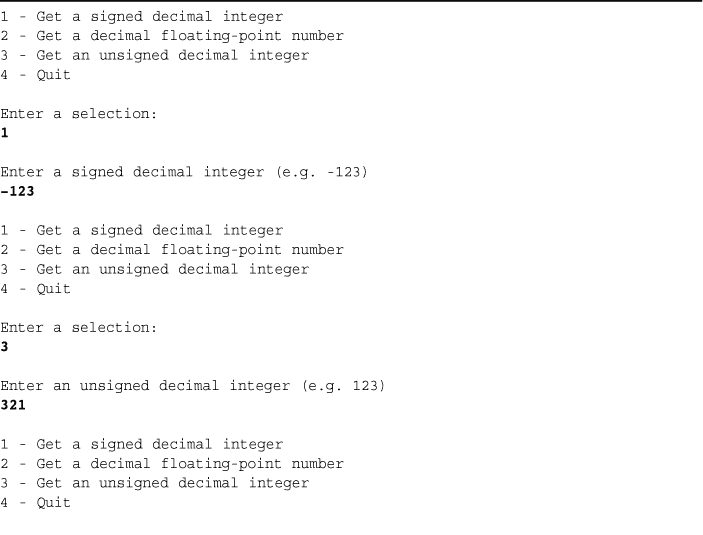 1 - Get a signed decimal integer
2 - Get a decimal floating-point number
3 - Get an unsigned decimal integer
4 - Quit
Enter a selection:
1
Enter a signed decimal integer (e.g. -123)
-123
1 - Get a signed decimal integer
2 - Get a decimal floating-point number
3 - Get an unsigned decimal integer
4 - Quit
Enter a selection:
3
Enter an unsigned decimal integer (e.g. 123)
321
1 - Get a signed decimal integer
2 - Get a decimal floating-point number
3 - Get an unsigned decimal integer
4 - Quit